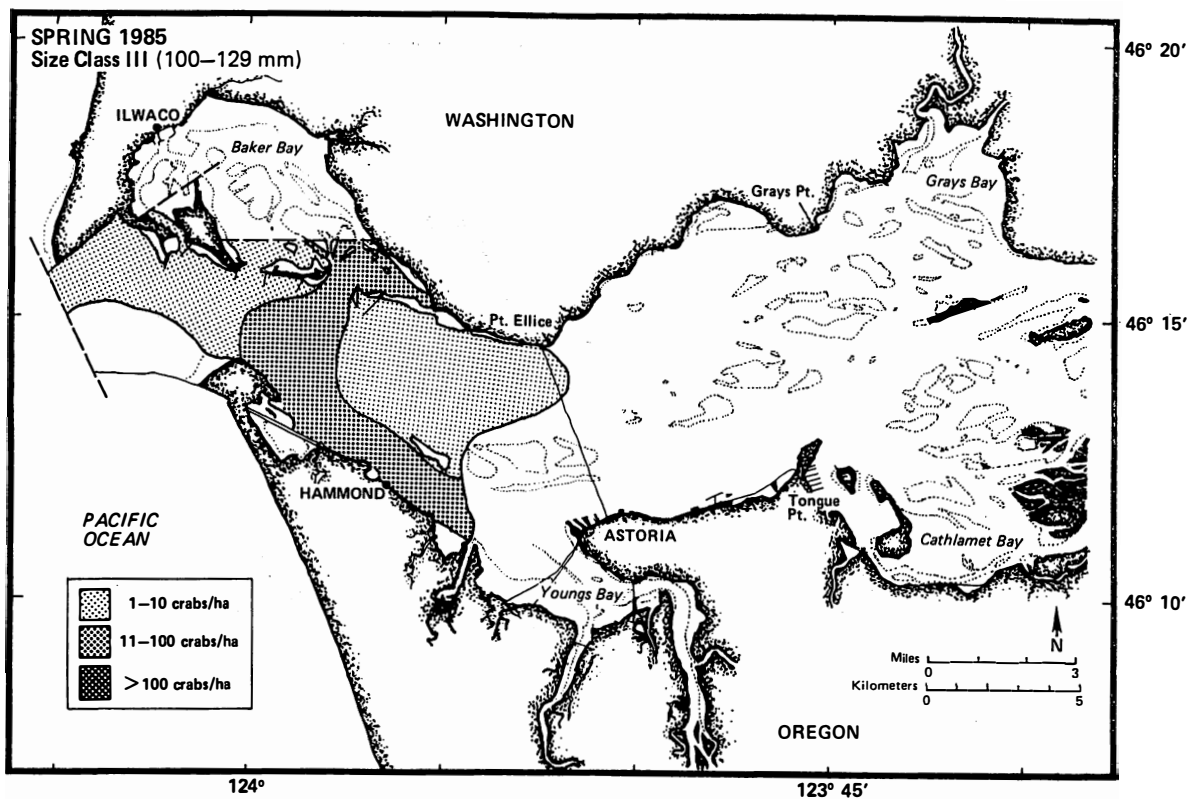 SPRING 1985
Size Class III (100–129 mm)
46° 20'
ILWACO
WASHINGTON
Baker Bay
Grays Pt.
Grays Bay
Pt. Ellice
46° 15'
HAMMOND
PACIFIC
OCEAN
Tongue
Pt.
ASTORIA
Cathlamet Bay
Youngs Bay
46° 10'
1–10 crabs/ha
11–100 crabs/ha
>100 crabs/ha
N
Miles
0
3
Kilometers
0
5
OREGON
124°
123° 45'